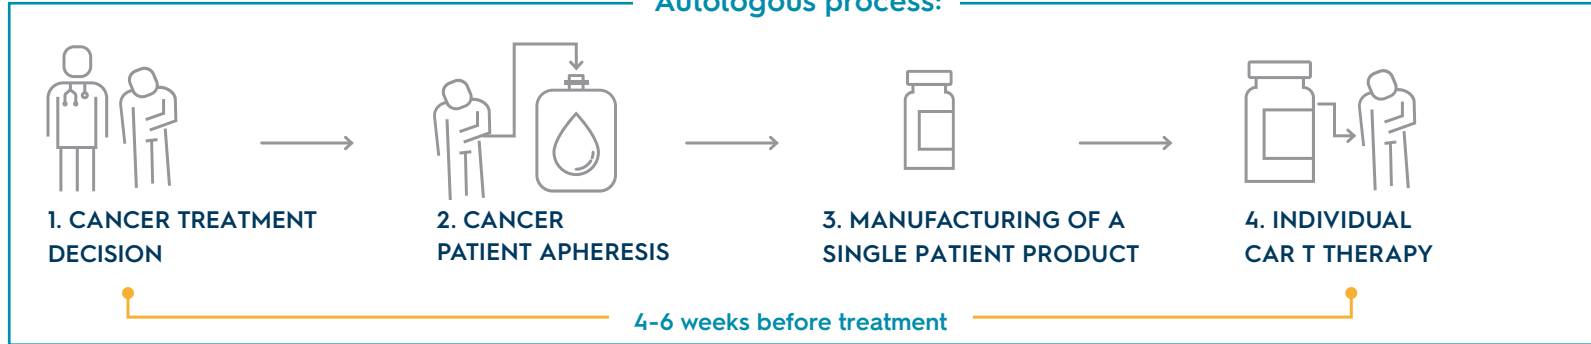 Autologous process:
1. CANCER TREATMENT
DECISION
2. CANCER
PATIENT APHERESIS
3. MANUFACTURING OF A
SINGLE PATIENT PRODUCT
4. INDIVIDUAL
CAR T THERAPY
4-6 weeks before treatment